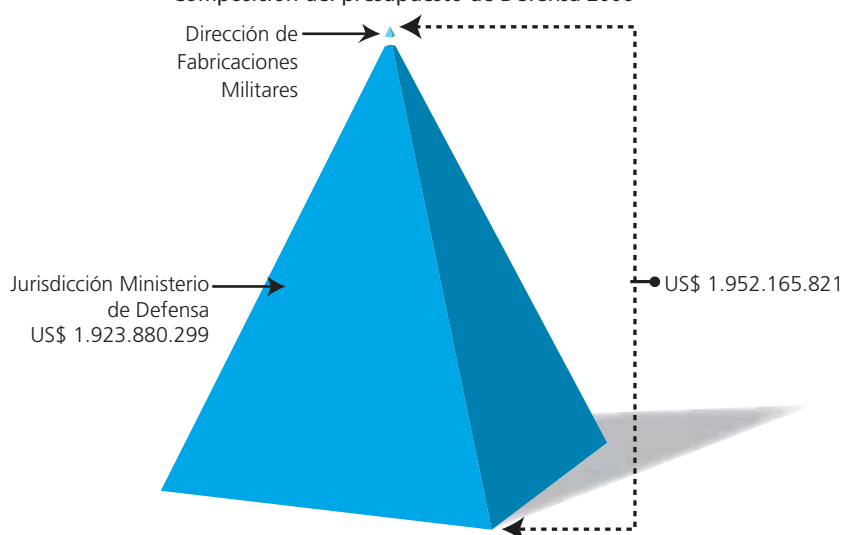 Dirección de
Fabricaciones
Militares
Jurisdicción Ministerio
de Defensa
US$ 1.923.880.299
US$ 1.952.165.821